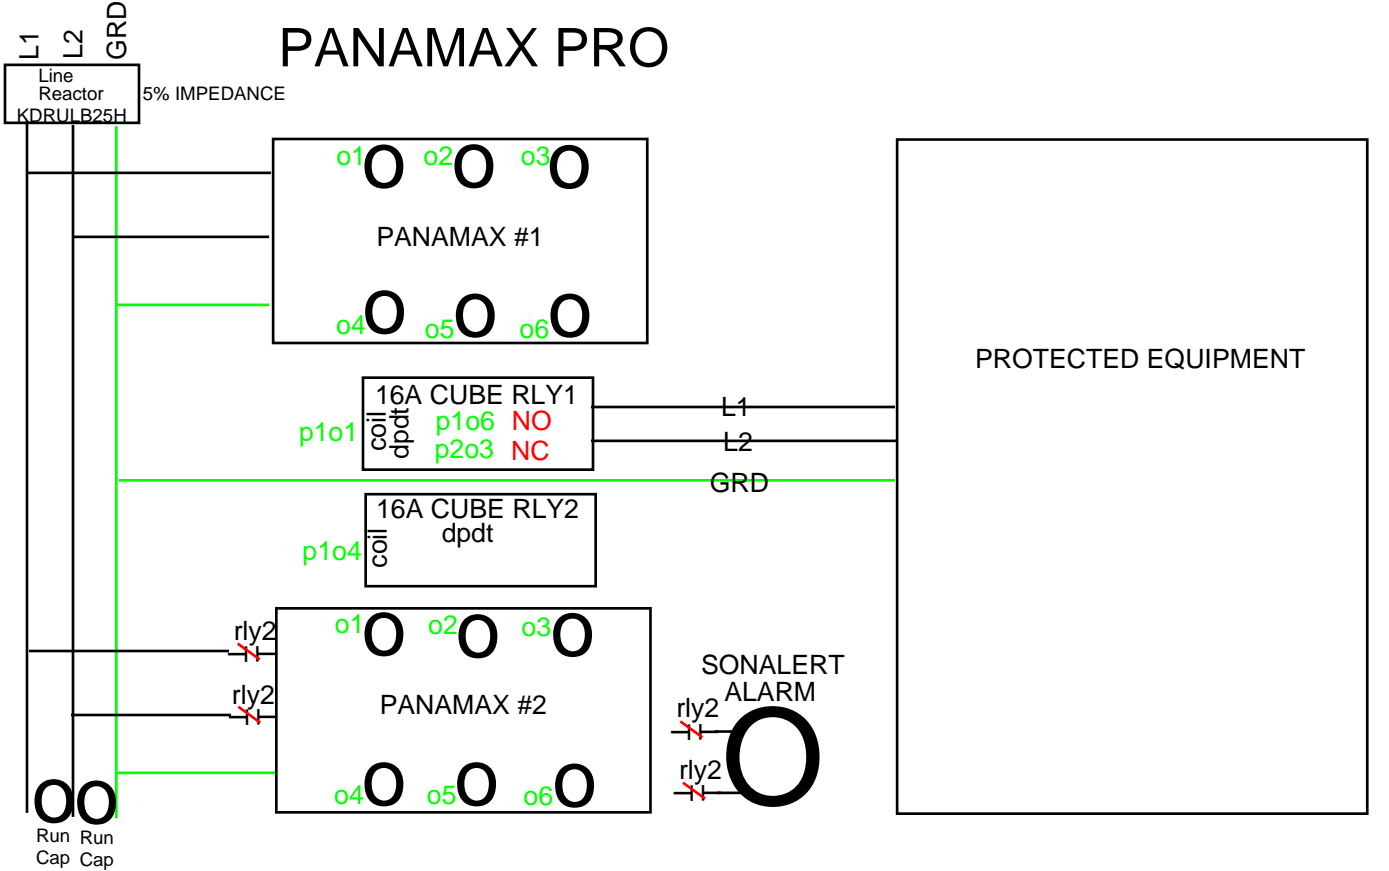 L1
L2
GRD
PANAMAX PRO
Line
Reactor
KDRULB25H
5% IMPEDANCE
o1 O o2 O o3 O
PANAMAX #1
o4 O o5 O o6 O
PROTECTED EQUIPMENT
16A CUBE RLY1
p1o1
coil
dpdt
p1o6 NO
p2o3 NC
L1
L2
GRD
16A CUBE RLY2
dpdt
p1o4
coil
rly2
rly2
o1 O o2 O o3 O
PANAMAX #2
o4 O o5 O o6 O
SONALERT
ALARM
rly2
rly2
O
O O
Run
Cap
Run
Cap